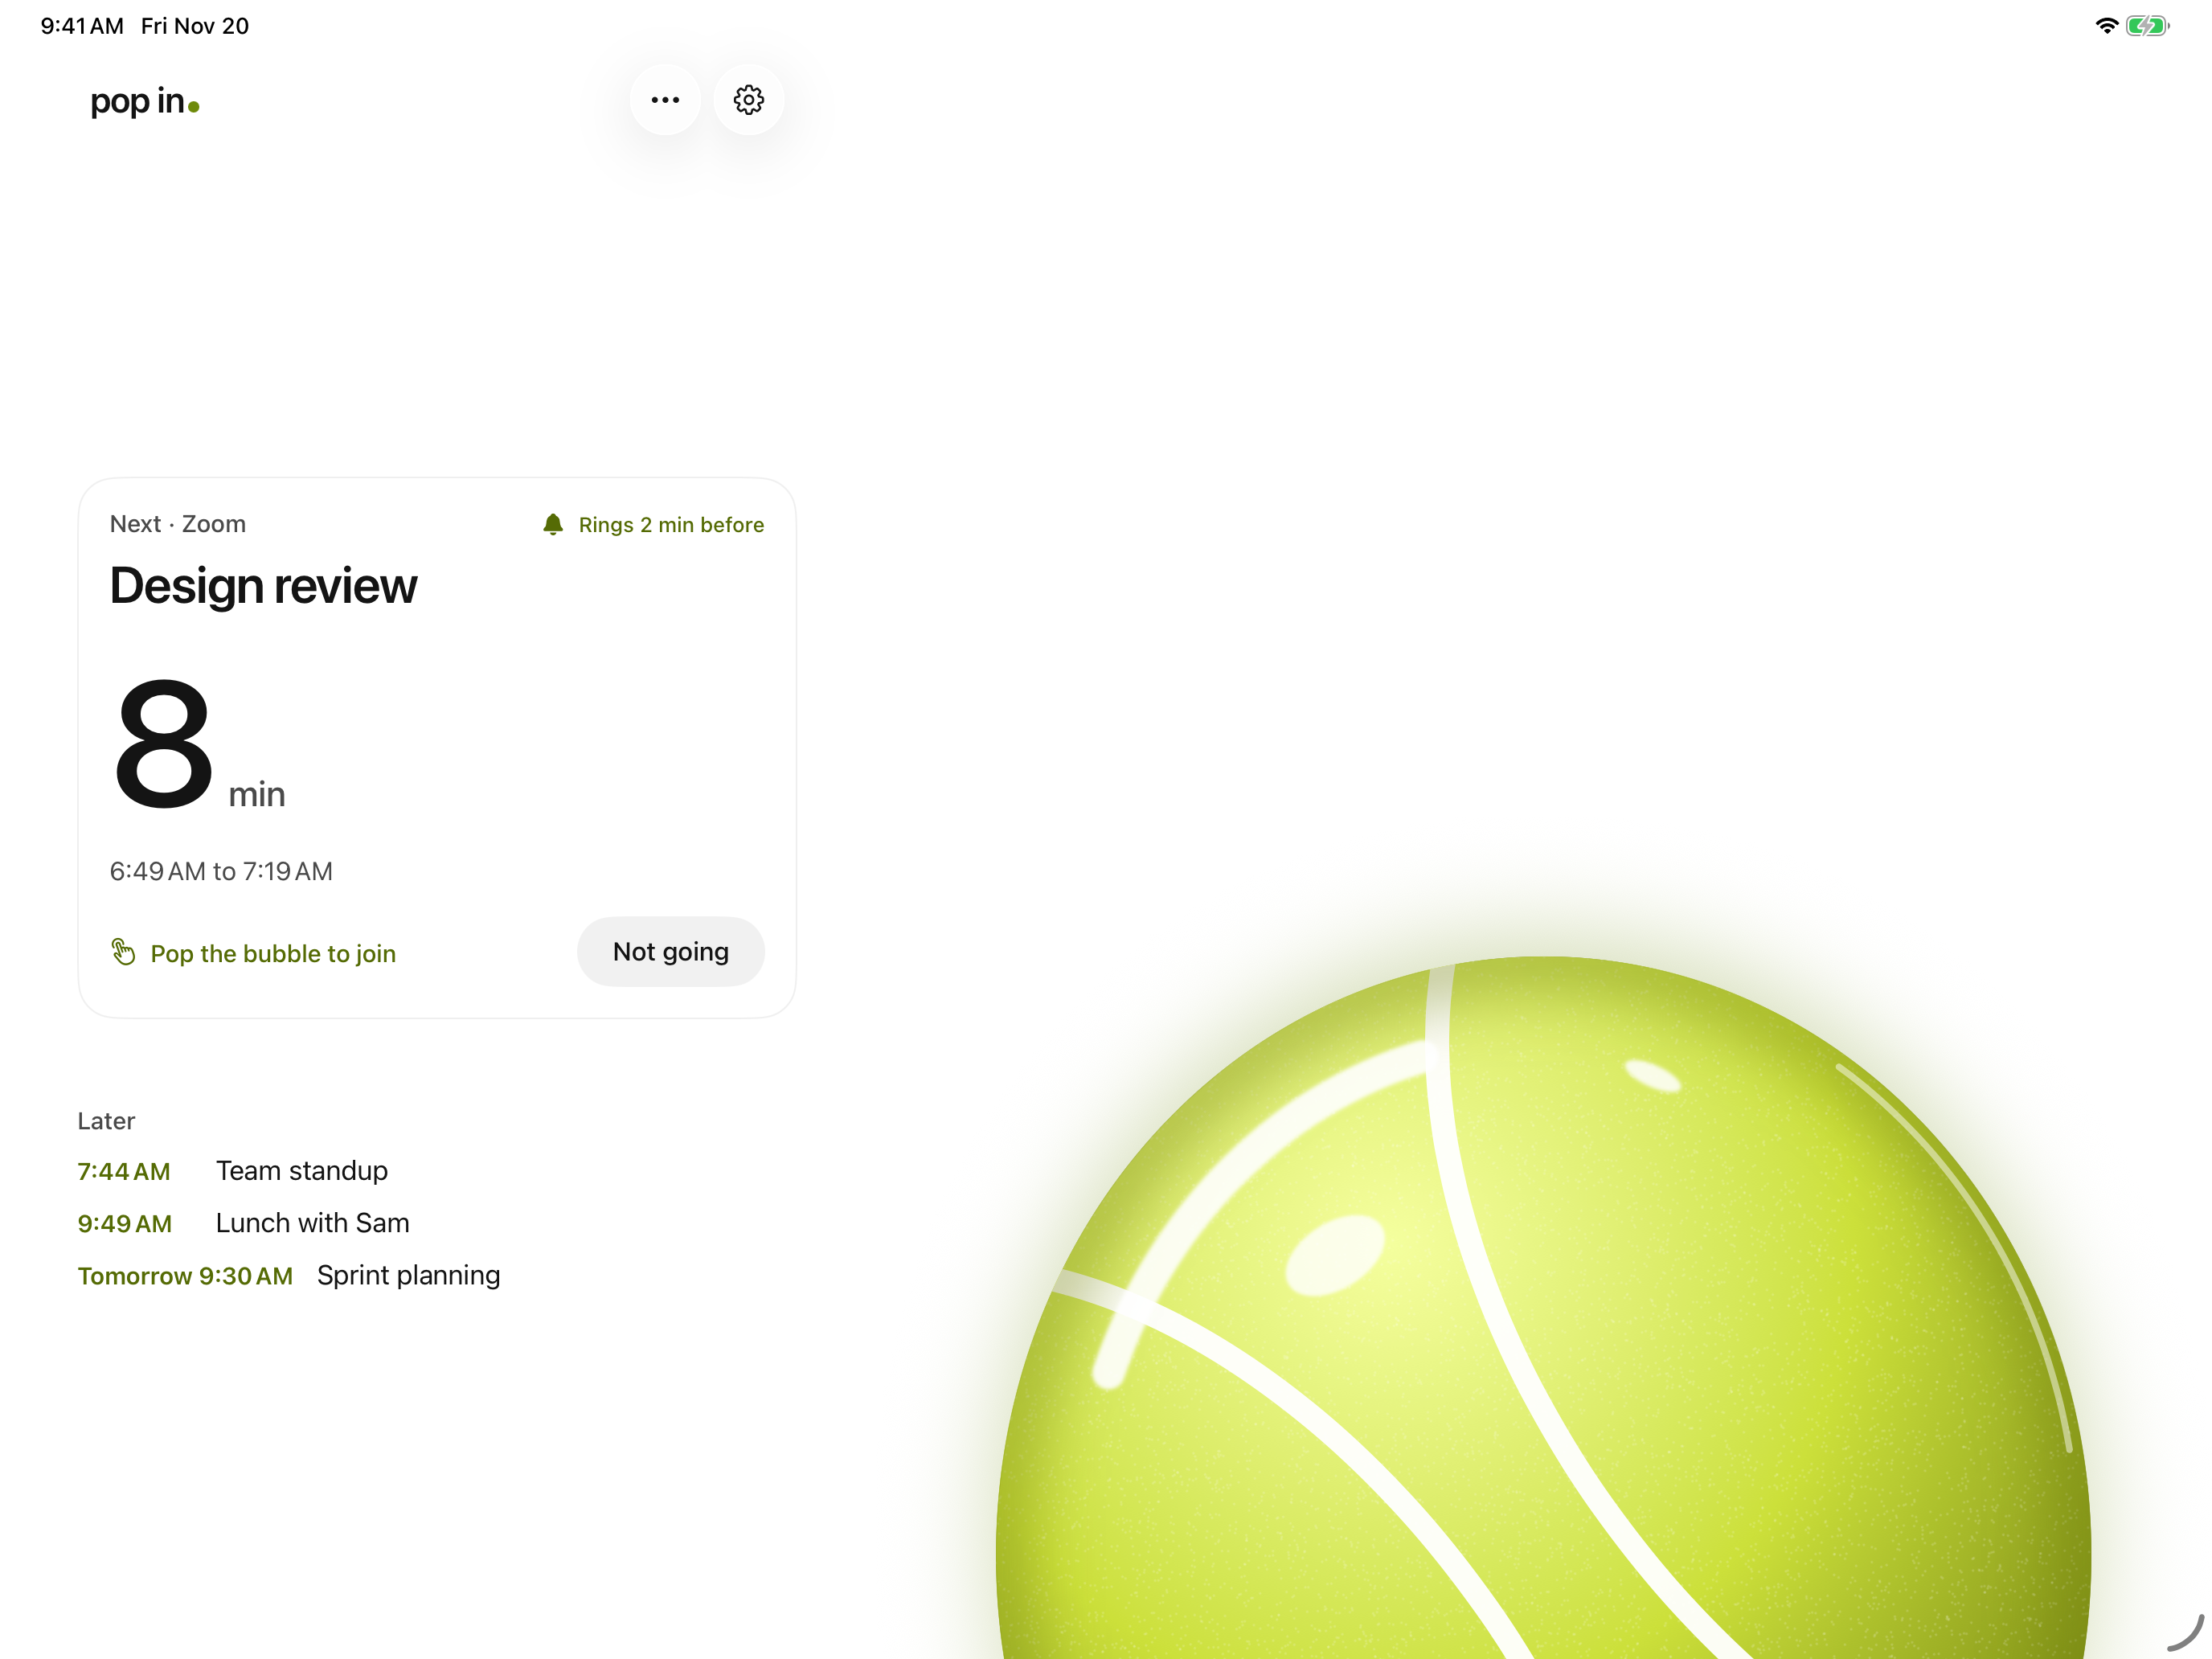 9:41 AM Fri Nov 20
pop in
Next · Zoom
Rings 2 min before
Design review
8 min
6:49 AM to 7:19 AM
Pop the bubble to join
Not going
Later
7:44 AM Team standup
9:49 AM Lunch with Sam
Tomorrow 9:30 AM Sprint planning